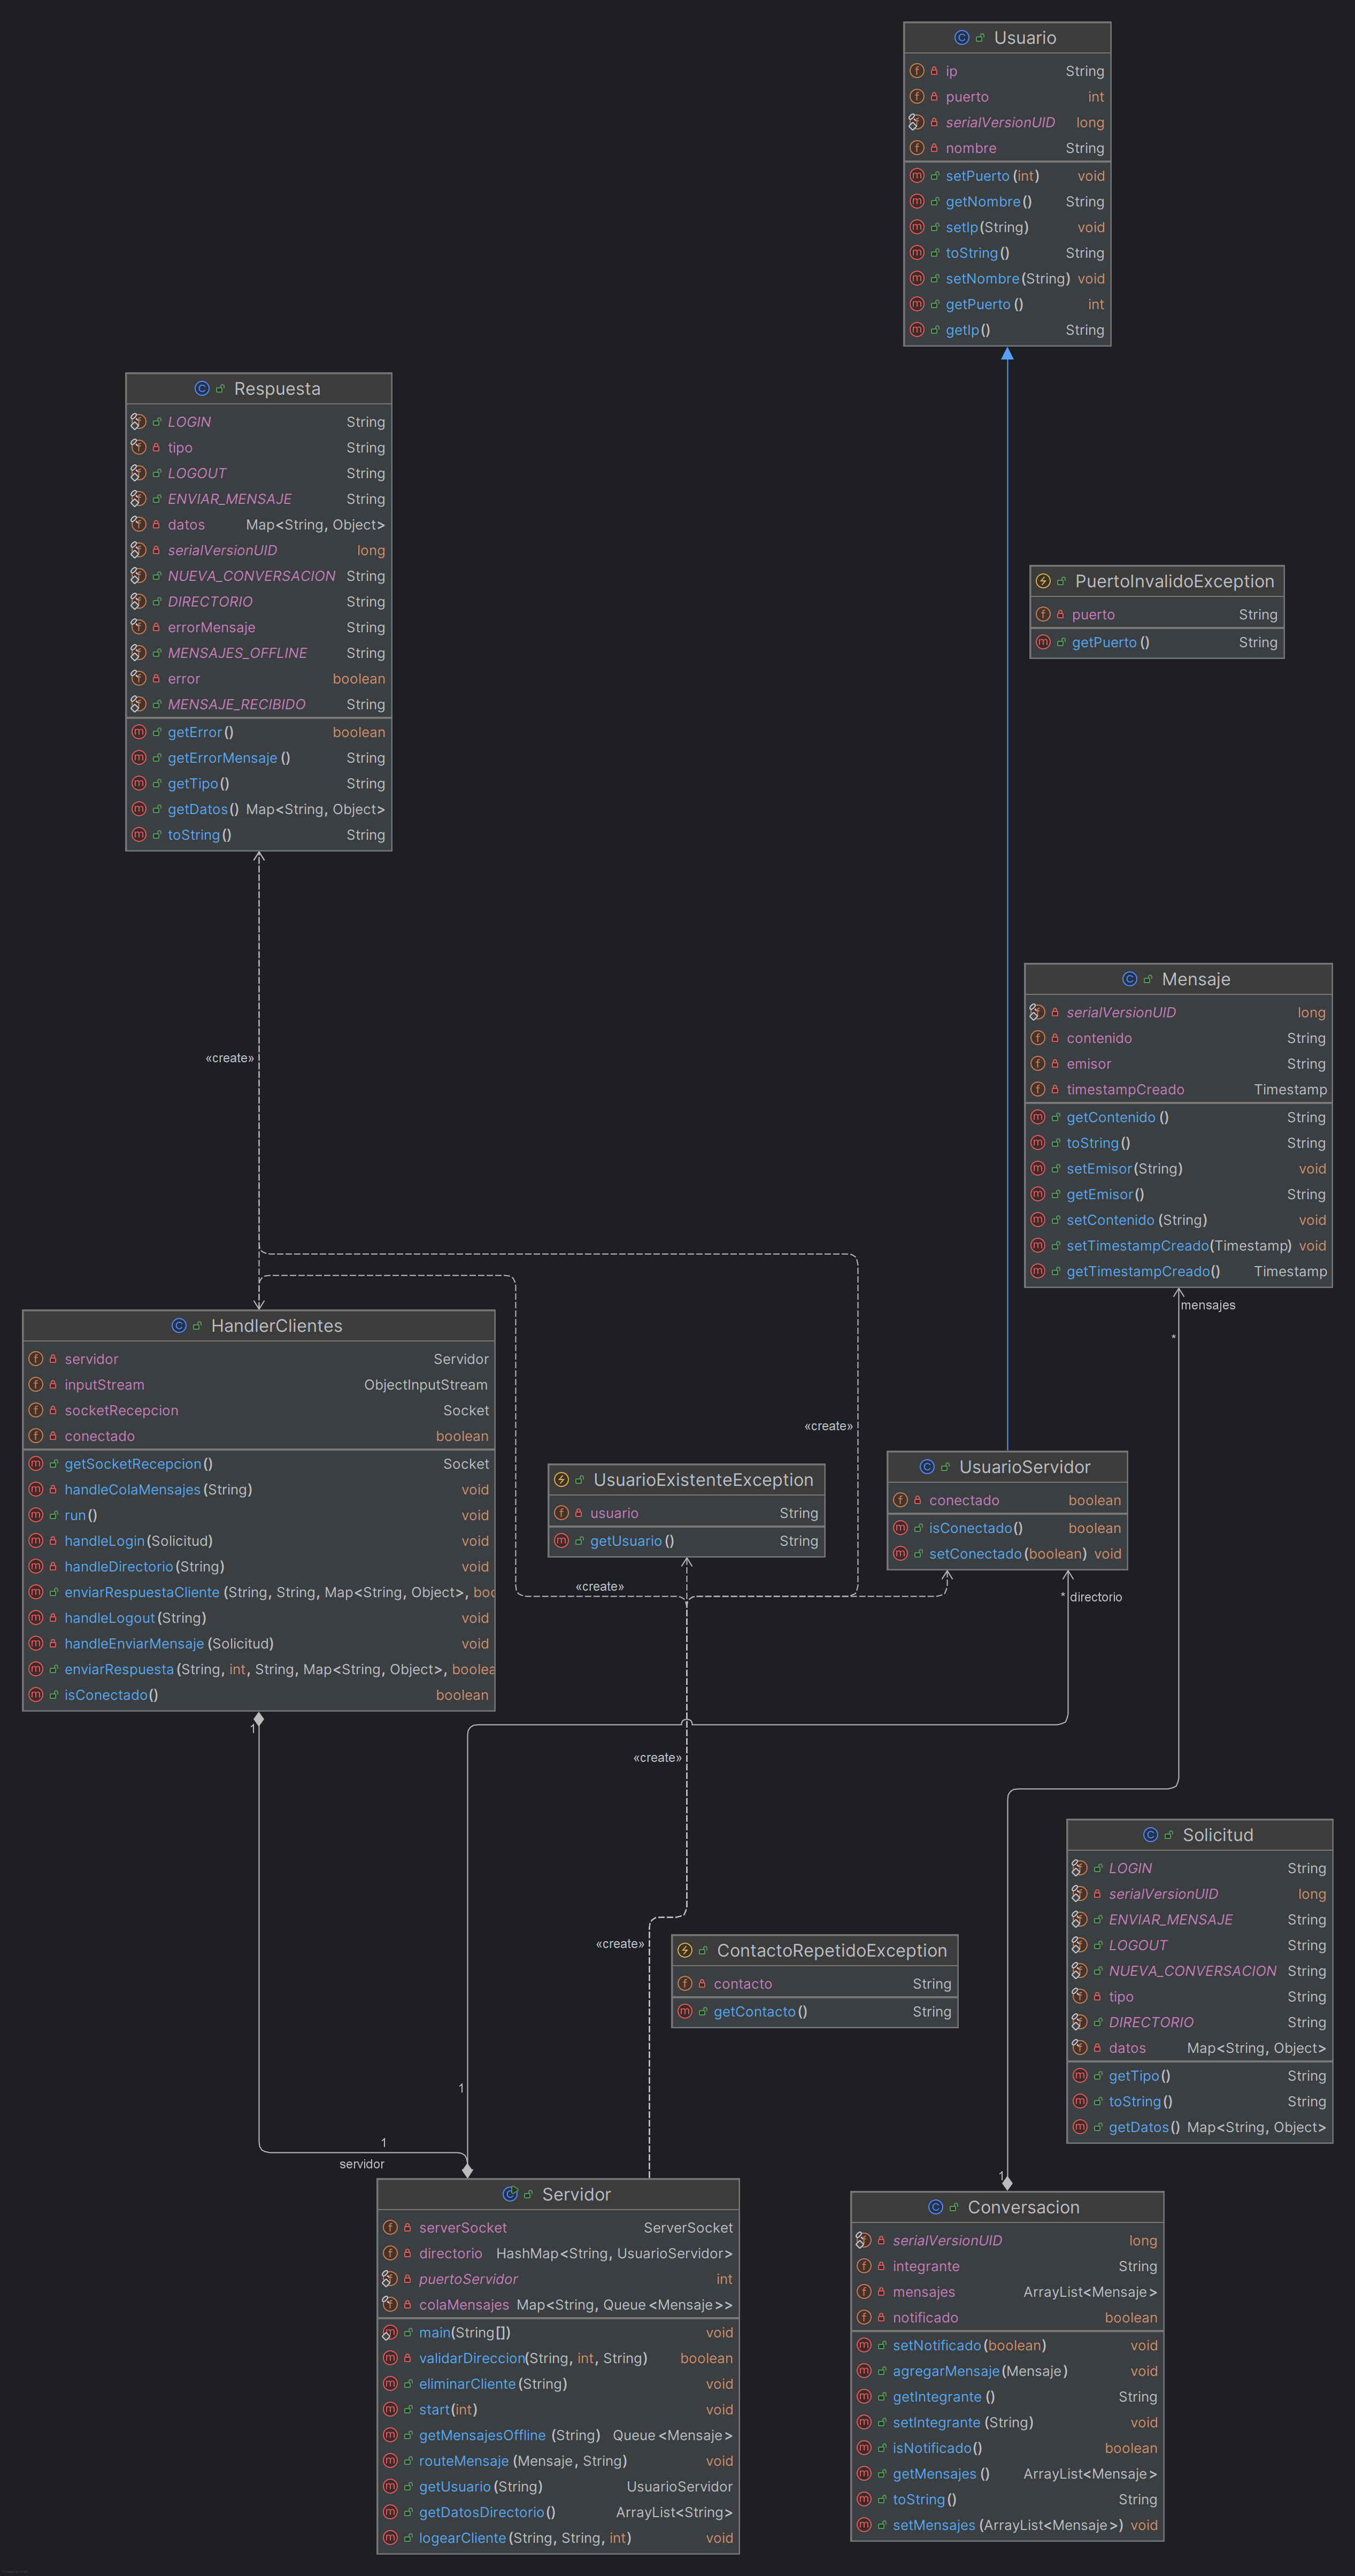 Usuario
ip String
puerto int
serialVersionUID long
nombre String
setPuerto(int) void
getNombre() String
setIp(String) void
toString() String
setNombre(String) void
getPuerto() int
getIp() String
Respuesta
LOGIN String
tipo String
LOGOUT String
ENVIAR_MENSAJE String
datos Map<String, Object>
serialVersionUID long
NUEVA_CONVERSACION String
DIRECTORIO String
errorMensaje String
MENSAJES_OFFLINE String
error boolean
MENSAJE_RECIBIDO String
getError() boolean
getErrorMensaje() String
getTipo() String
getDatos() Map<String, Object>
toString() String
PuertoInvalidoException
puerto String
getPuerto() String
Mensaje
serialVersionUID long
contenido String
emisor String
timestampCreado Timestamp
getContenido() String
toString() String
setEmisor(String) void
getEmisor() String
setContenido(String) void
setTimestampCreado(Timestamp) void
getTimestampCreado() Timestamp
«create»
mensajes
*
HandlerClientes
servidor Servidor
inputStream ObjectInputStream
socketRecepcion Socket
conectado boolean
getSocketRecepcion() Socket
handleColaMensajes(String) void
run() void
handleLogin(Solicitud) void
handleDirectorio(String) void
enviarRespuestaCliente(String, String, Map<String, Object>, boo
handleLogout(String) void
handleEnviarMensaje(Solicitud) void
enviarRespuesta(String, int, String, Map<String, Object>, boolea
isConectado() boolean
«create»
UsuarioExistenteException
usuario String
getUsuario() String
UsuarioServidor
conectado boolean
isConectado() boolean
setConectado(boolean) void
«create»
* directorio
1
«create»
Solicitud
LOGIN String
serialVersionUID long
ENVIAR_MENSAJE String
LOGOUT String
NUEVA_CONVERSACION String
tipo String
DIRECTORIO String
datos Map<String, Object>
getTipo() String
toString() String
getDatos() Map<String, Object>
«create»
ContactoRepetidoException
contacto String
getContacto() String
1
1
servidor
1
Servidor
serverSocket ServerSocket
directorio HashMap<String, UsuarioServidor>
puertoServidor int
colaMensajes Map<String, Queue<Mensaje>>
main(String[]) void
validarDireccion(String, int, String) boolean
eliminarCliente(String) void
start(int) void
getMensajesOffline(String) Queue<Mensaje>
routeMensaje(Mensaje, String) void
getUsuario(String) UsuarioServidor
getDatosDirectorio() ArrayList<String>
logearCliente(String, String, int) void
Conversacion
serialVersionUID long
integrante String
mensajes ArrayList<Mensaje>
notificado boolean
setNotificado(boolean) void
agregarMensaje(Mensaje) void
getIntegrante() String
setIntegrante(String) void
isNotificado() boolean
getMensajes() ArrayList<Mensaje>
toString() String
setMensajes(ArrayList<Mensaje>) void